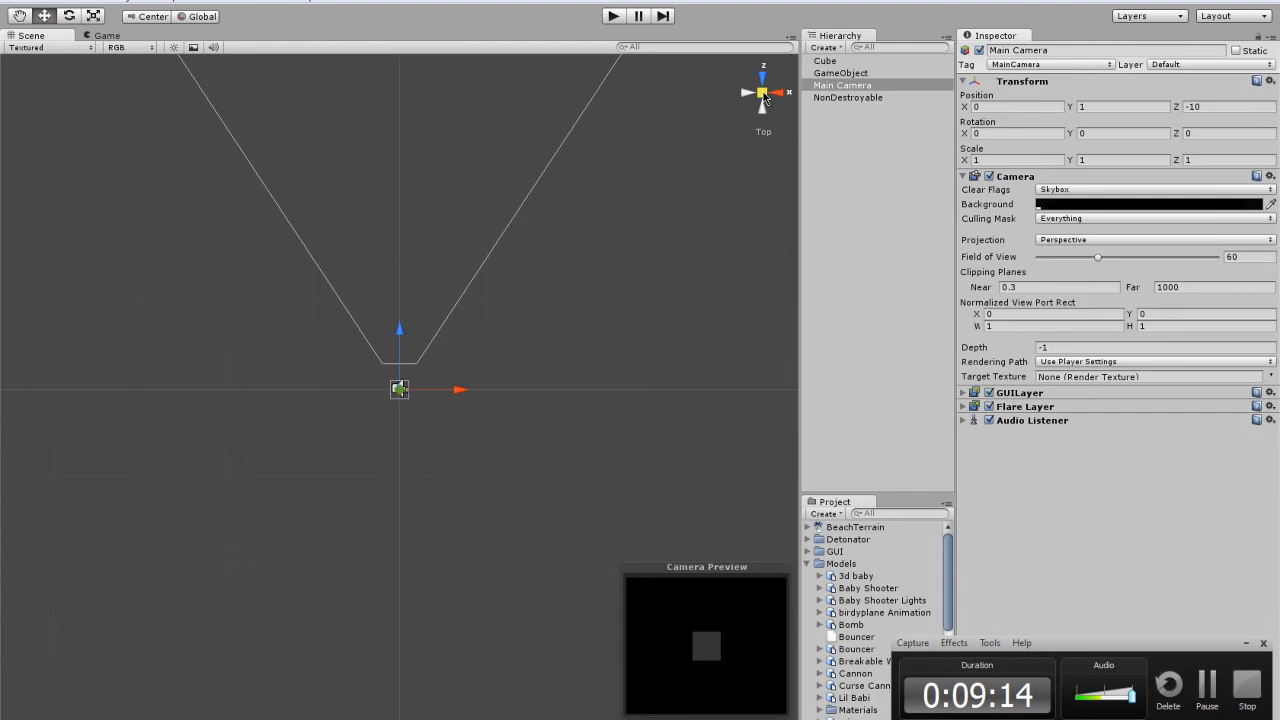 Center Global Layers Layout
Scene Game
Textured RGB All
z
x
Top
Camera Preview
Hierarchy
Create All
Cube
GameObject
Main Camera
NonDestroyable
Project
Create All
BeachTerrain
Detonator
GUI
Models
3d baby
Baby Shooter
Baby Shooter Lights
birdyplane Animation
Bomb
Bouncer
Bouncer
Breakable W
Cannon
Curse Cann
Lil Babi
Materials
Inspector
Main Camera Static
Tag MainCamera Layer Default
Transform
Position
X 0 Y 1 Z -10
Rotation
X 0 Y 0 Z 0
Scale
X 1 Y 1 Z 1
Camera
Clear Flags Skybox
Background
Culling Mask Everything
Projection Perspective
Field of View 60
Clipping Planes
Near 0.3 Far 1000
Normalized View Port Rect
X 0 Y 0
W 1 H 1
Depth -1
Rendering Path Use Player Settings
Target Texture None (Render Texture)
GUILayer
Flare Layer
Audio Listener
Capture Effects Tools Help
Duration Audio
0:09:14
Delete Pause Stop